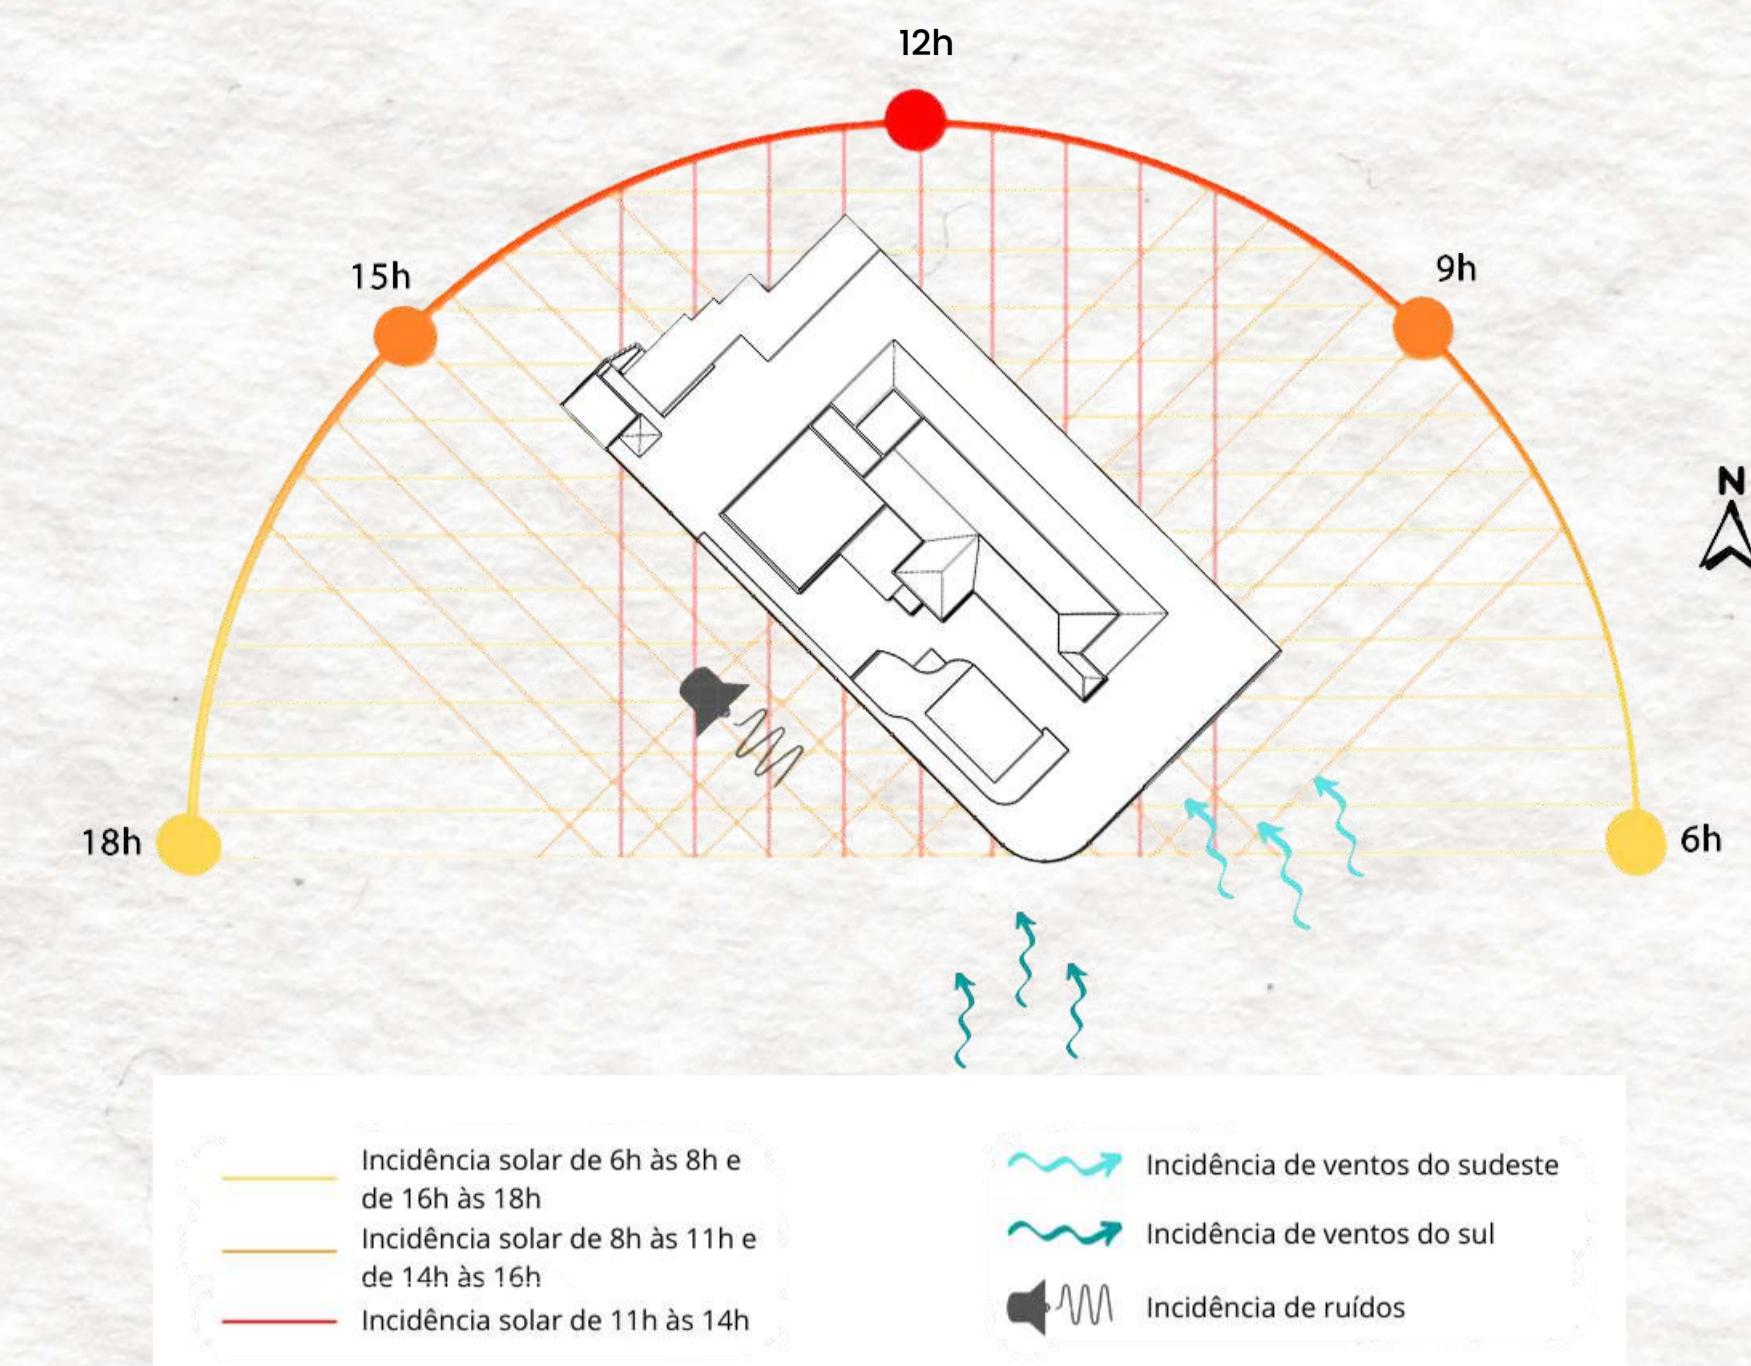 12h
15h
9h
N
18h
6h
Incidência solar de 6h às 8h e
de 16h às 18h
Incidência solar de 8h às 11h e
de 14h às 16h
Incidência solar de 11h às 14h
Incidência de ventos do sudeste
Incidência de ventos do sul
Incidência de ruídos